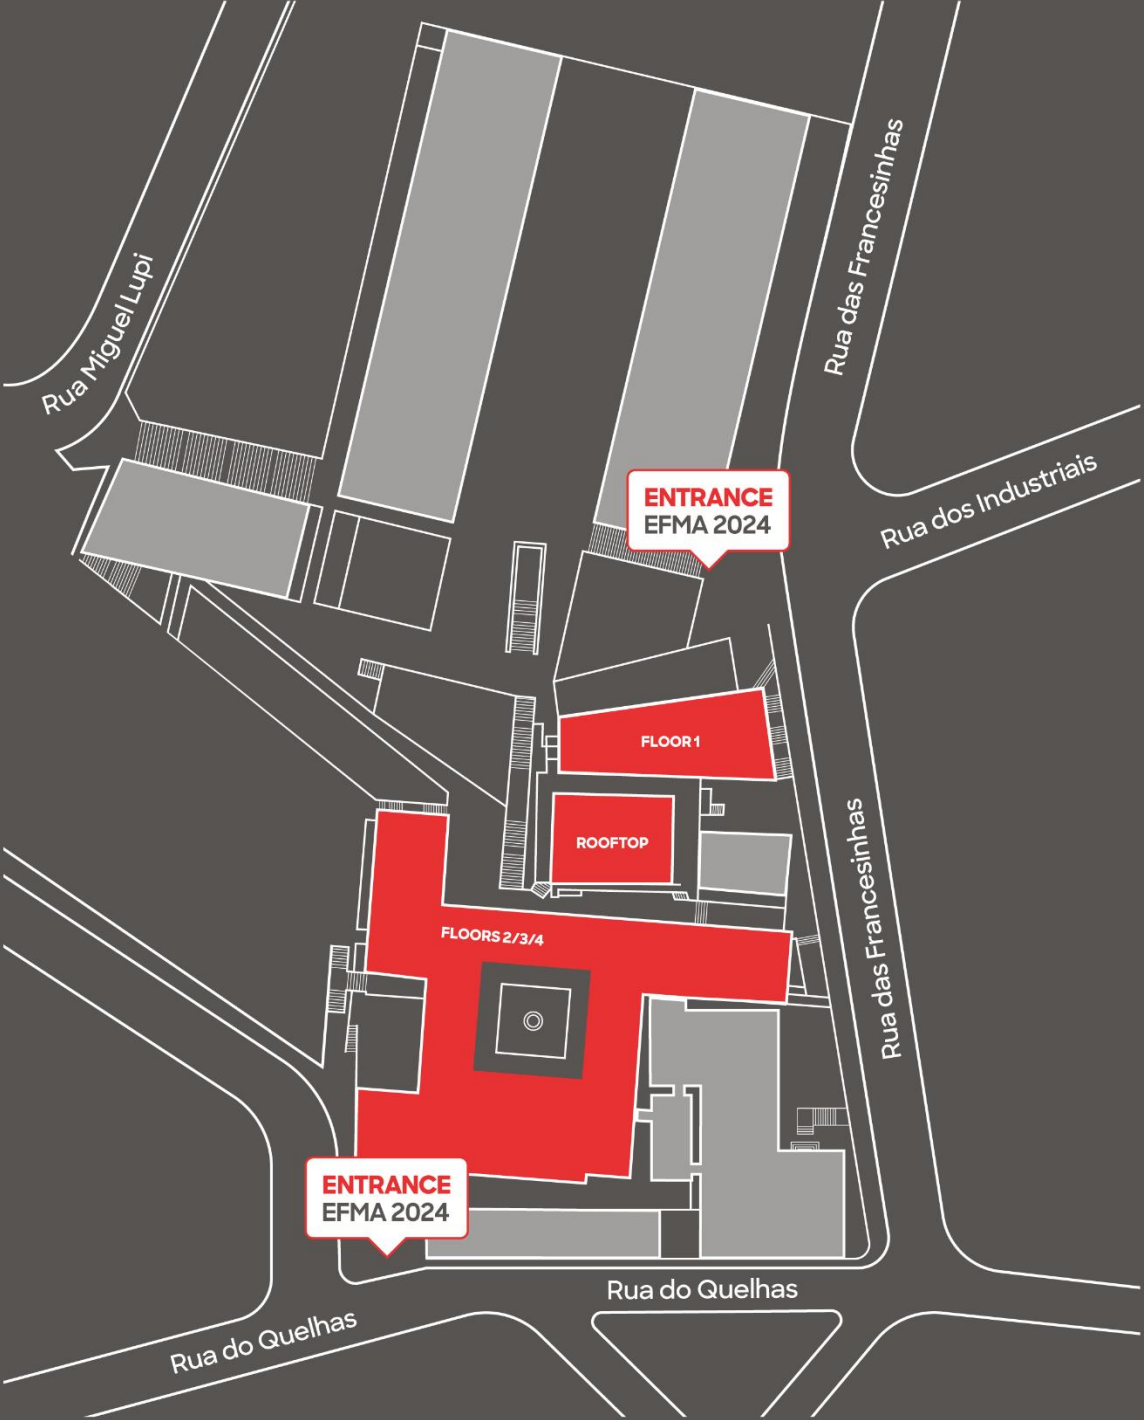 Rua das Francesinhas
Rua Miguel Lupi
Rua dos Industriais
ENTRANCE
EFMA 2024
FLOOR 1
ROOFTOP
FLOORS 2/3/4
Rua das Francesinhas
ENTRANCE
EFMA 2024
Rua do Quelhas
Rua do Quelhas